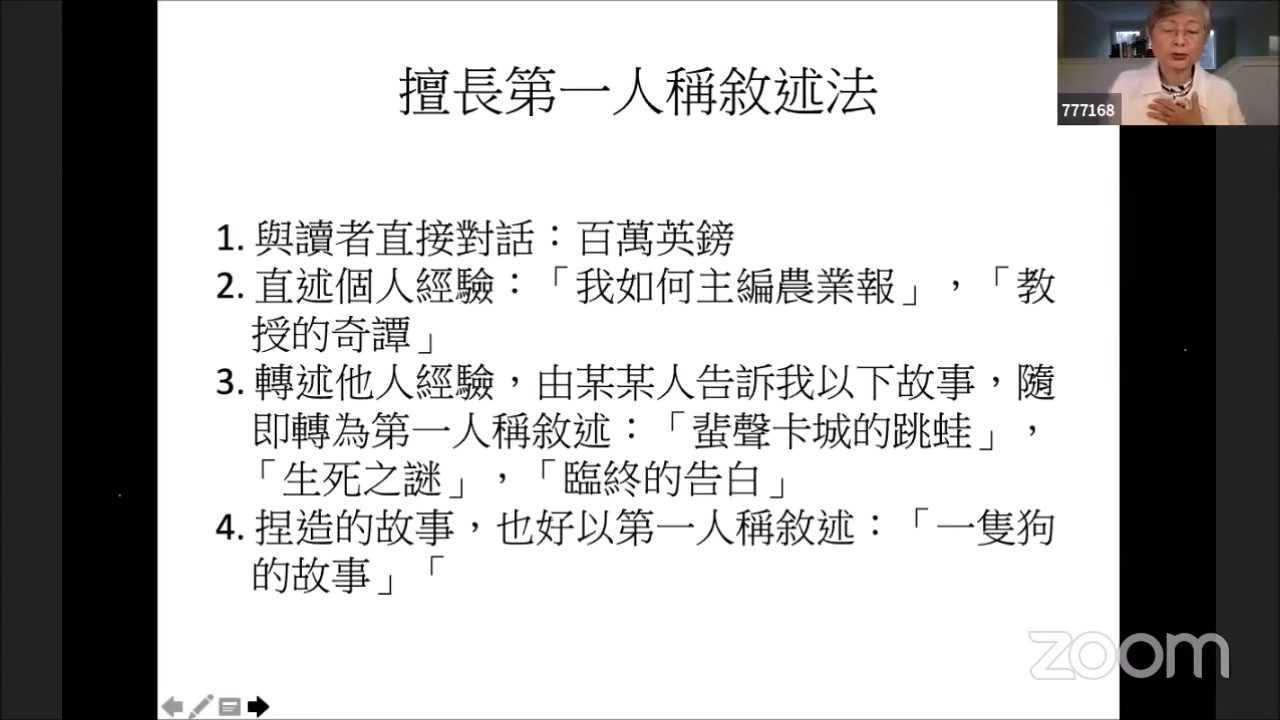 擅長第一人稱敘述法
777168
1. 與讀者直接對話：百萬英鎊
2. 直述個人經驗：「我如何主編農業報」，「教
授的奇譚」
3. 轉述他人經驗，由某某人告訴我以下故事，隨
即轉為第一人稱敘述：「蜚聲卡城的跳蛙」，
「生死之謎」，「臨終的告白」
4. 捏造的故事，也好以第一人稱敘述：「一隻狗
的故事」「
zoom